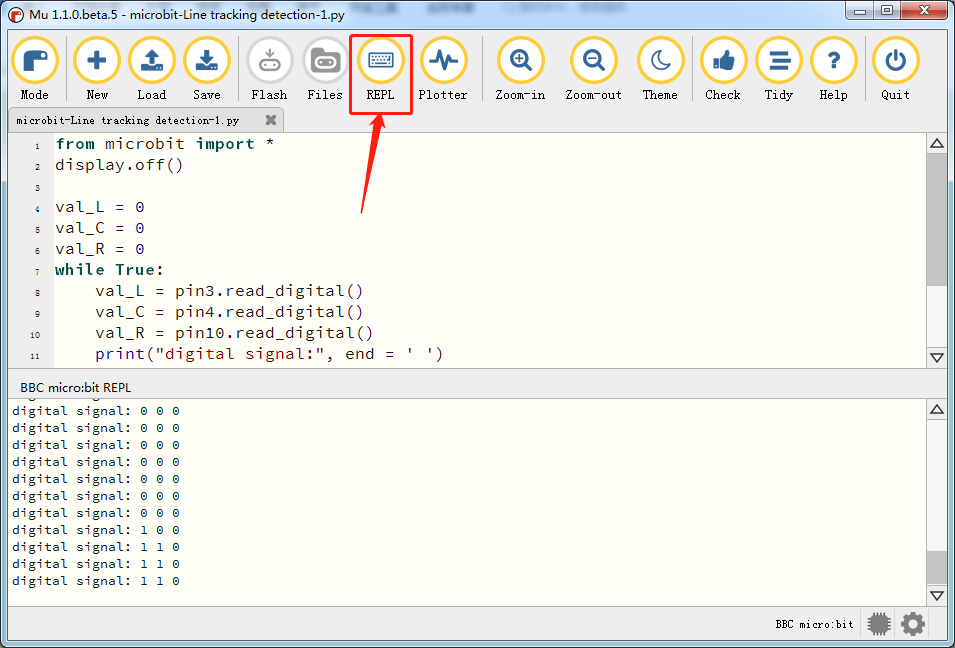 Mu 1.1.0.beta.5 - microbit-Line tracking detection-1.py
Mode New Load Save Flash Files REPL Plotter Zoom-in Zoom-out Theme Check Tidy Help Quit
microbit-Line tracking detection-1.py
1 from microbit import *
2 display.off()
3
4 val_L = 0
5 val_C = 0
6 val_R = 0
7 while True:
8 val_L = pin3.read_digital()
9 val_C = pin4.read_digital()
10 val_R = pin10.read_digital()
11 print("digital signal:", end = ' ')
BBC micro:bit REPL
digital signal: 0 0 0
digital signal: 0 0 0
digital signal: 0 0 0
digital signal: 0 0 0
digital signal: 0 0 0
digital signal: 0 0 0
digital signal: 0 0 0
digital signal: 1 0 0
digital signal: 1 1 0
digital signal: 1 1 0
digital signal: 1 1 0
BBC micro:bit